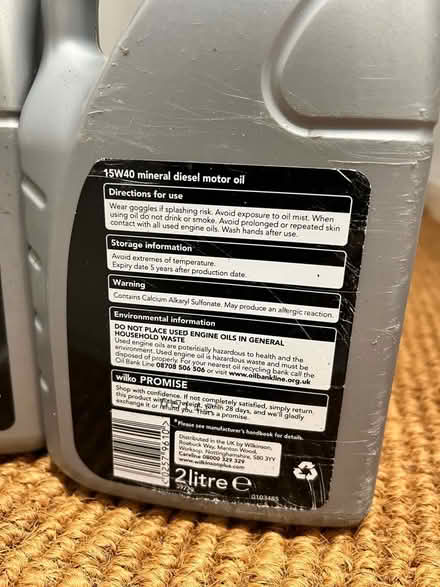 15W40 mineral diesel motor oil
Directions for use
Wear goggles if splashing risk. Avoid exposure to oil mist. When
using oil do not drink or smoke. Avoid prolonged or repeated skin
contact with all used engine oils. Wash hands after use.
Storage information
Avoid extremes of temperature.
Expiry date 5 years after production date.
Warning
Contains Calcium Alkaryl Sulfonate. May produce an allergic reaction.
Environmental information
DO NOT PLACE USED ENGINE OILS IN GENERAL
HOUSEHOLD WASTE
Used engine oils are potentially hazardous to health and the
environment. Used engine oil is hazardous waste and must be
disposed of properly. For your nearest oil recycling bank call the
Oil Bank Line 08708 506 506 or visit www.oilbankline.org.uk
wilko PROMISE
Shop with confidence. If not completely satisfied, simply return
this product with the receipt, within 28 days, and we'll gladly
exchange it or refund you. That's a promise.
*Please see manufacturer's handbook for details.
Distributed in the UK by Wilkinson,
Roebuck Way, Manton Wood,
Worksop, Nottinghamshire, S80 3YY
Careline 08000 329 329
www.wilkinsonplus.com
2litre e
0103465